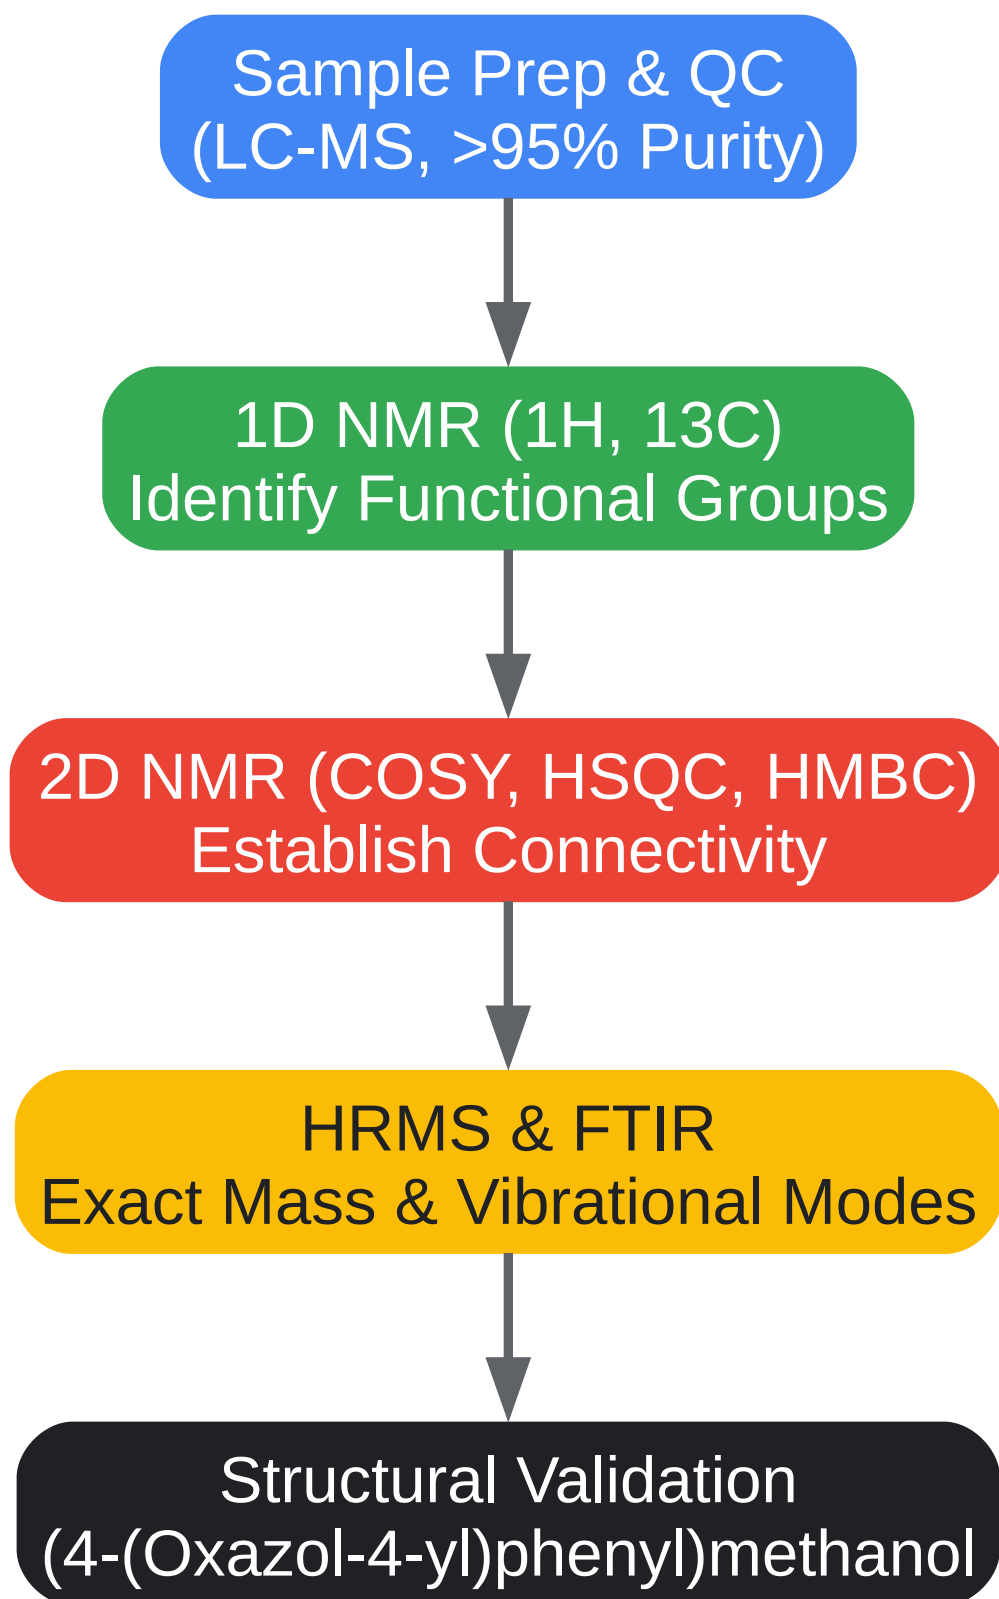 Sample Prep & QC
(LC-MS, >95% Purity)
1D NMR (1H, 13C)
Identify Functional Groups
2D NMR (COSY, HSQC, HMBC)
Establish Connectivity
HRMS & FTIR
Exact Mass & Vibrational Modes
Structural Validation
(4-(Oxazol-4-yl)phenyl)methanol